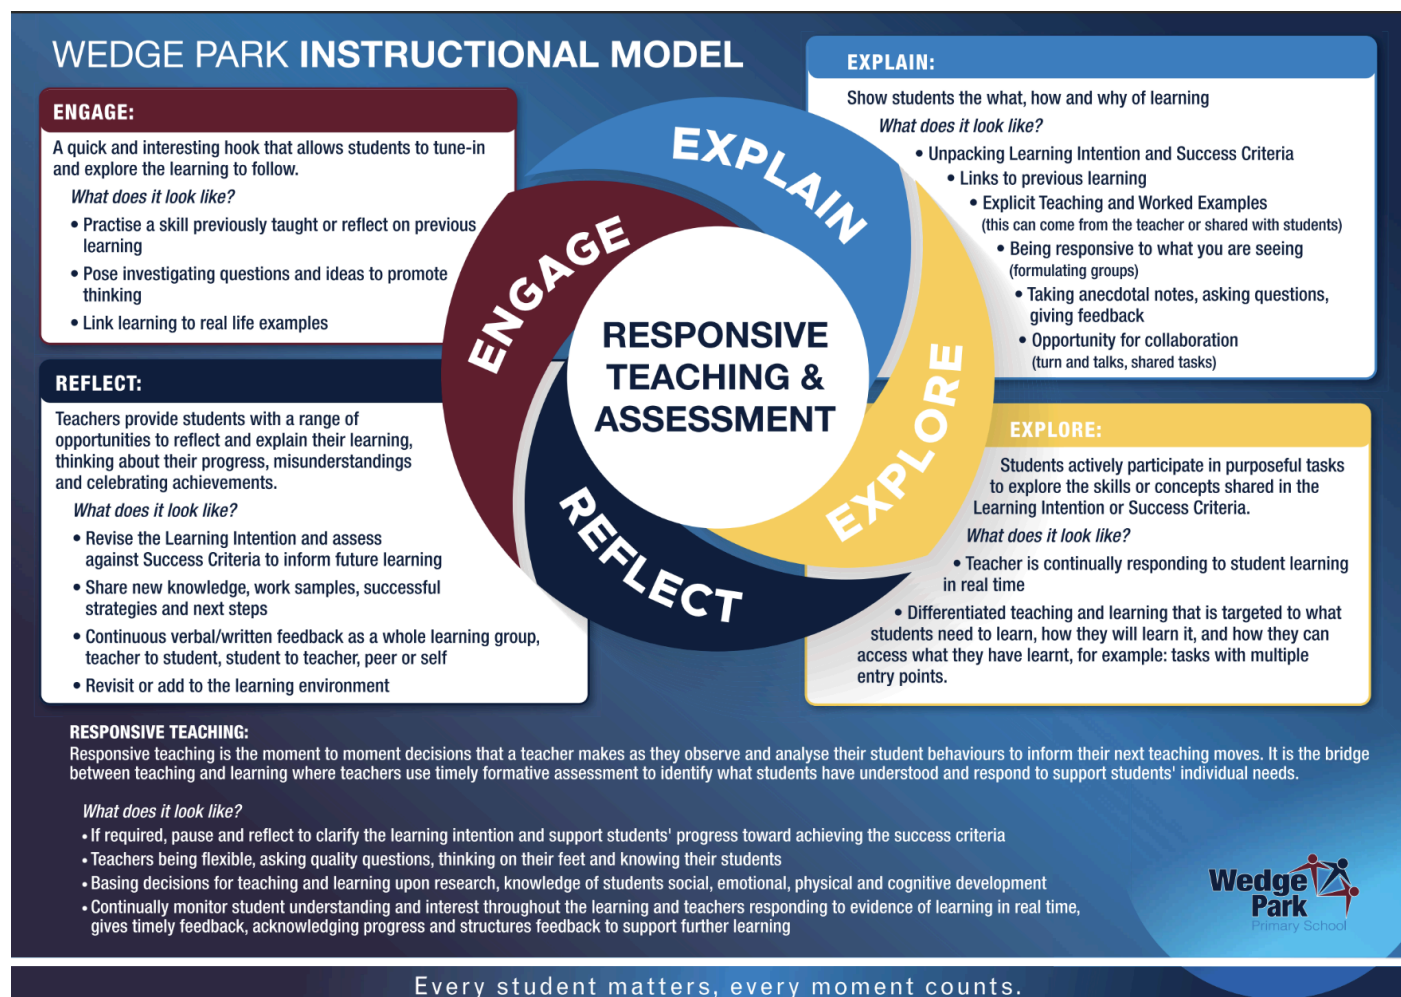 WEDGE PARK INSTRUCTIONAL MODEL
ENGAGE:
A quick and interesting hook that allows students to tune-in
and explore the learning to follow.
What does it look like?
• Practise a skill previously taught or reflect on previous
learning
• Pose investigating questions and ideas to promote
thinking
• Link learning to real life examples
EXPLAIN:
Show students the what, how and why of learning
What does it look like?
• Unpacking Learning Intention and Success Criteria
• Links to previous learning
• Explicit Teaching and Worked Examples
(this can come from the teacher or shared with students)
• Being responsive to what you are seeing
(formulating groups)
• Taking anecdotal notes, asking questions,
giving feedback
• Opportunity for collaboration
(turn and talks, shared tasks)
ENGAGE
EXPLAIN
EXPLORE
REFLECT
RESPONSIVE
TEACHING &
ASSESSMENT
REFLECT:
Teachers provide students with a range of
opportunities to reflect and explain their learning,
thinking about their progress, misunderstandings
and celebrating achievements.
What does it look like?
• Revise the Learning Intention and assess
against Success Criteria to inform future learning
• Share new knowledge, work samples, successful
strategies and next steps
• Continuous verbal/written feedback as a whole learning group,
teacher to student, student to teacher, peer or self
• Revisit or add to the learning environment
EXPLORE:
Students actively participate in purposeful tasks
to explore the skills or concepts shared in the
Learning Intention or Success Criteria.
What does it look like?
• Teacher is continually responding to student learning
in real time
• Differentiated teaching and learning that is targeted to what
students need to learn, how they will learn it, and how they can
access what they have learnt, for example: tasks with multiple
entry points.
RESPONSIVE TEACHING:
Responsive teaching is the moment to moment decisions that a teacher makes as they observe and analyse their student behaviours to inform their next teaching moves. It is the bridge
between teaching and learning where teachers use timely formative assessment to identify what students have understood and respond to support students' individual needs.
What does it look like?
• If required, pause and reflect to clarify the learning intention and support students' progress toward achieving the success criteria
• Teachers being flexible, asking quality questions, thinking on their feet and knowing their students
• Basing decisions for teaching and learning upon research, knowledge of students social, emotional, physical and cognitive development
• Continually monitor student understanding and interest throughout the learning and teachers responding to evidence of learning in real time,
gives timely feedback, acknowledging progress and structures feedback to support further learning
Wedge
Park
Primary School
Every student matters, every moment counts.